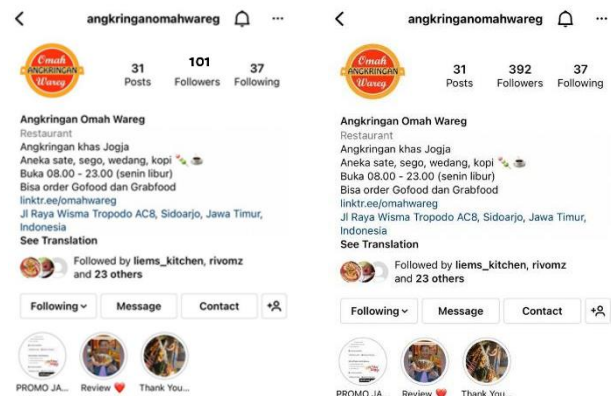 angkringanomahwareg
Omah
ANGKRINGAN
Wareg
31 101 37
Posts Followers Following
Angkringan Omah Wareg
Restaurant
Angkringan khas Jogja
Aneka sate, sego, wedang, kopi 🍡 ☕
Buka 08.00 - 23.00 (senin libur)
Bisa order Gofood dan Grabfood
linktr.ee/omahwareg
Jl Raya Wisma Tropodo AC8, Sidoarjo, Jawa Timur,
Indonesia
See Translation
Followed by liems_kitchen, rivomz
and 23 others
Following Message Contact
PROMO JA... Review ❤️ Thank You...
angkringanomahwareg
Omah
ANGKRINGAN
Wareg
31 392 37
Posts Followers Following
Angkringan Omah Wareg
Restaurant
Angkringan khas Jogja
Aneka sate, sego, wedang, kopi 🍡 ☕
Buka 08.00 - 23.00 (senin libur)
Bisa order Gofood dan Grabfood
linktr.ee/omahwareg
Jl Raya Wisma Tropodo AC8, Sidoarjo, Jawa Timur,
Indonesia
See Translation
Followed by liems_kitchen, rivomz
and 23 others
Following Message Contact
PROMO JA... Review ❤️ Thank You...